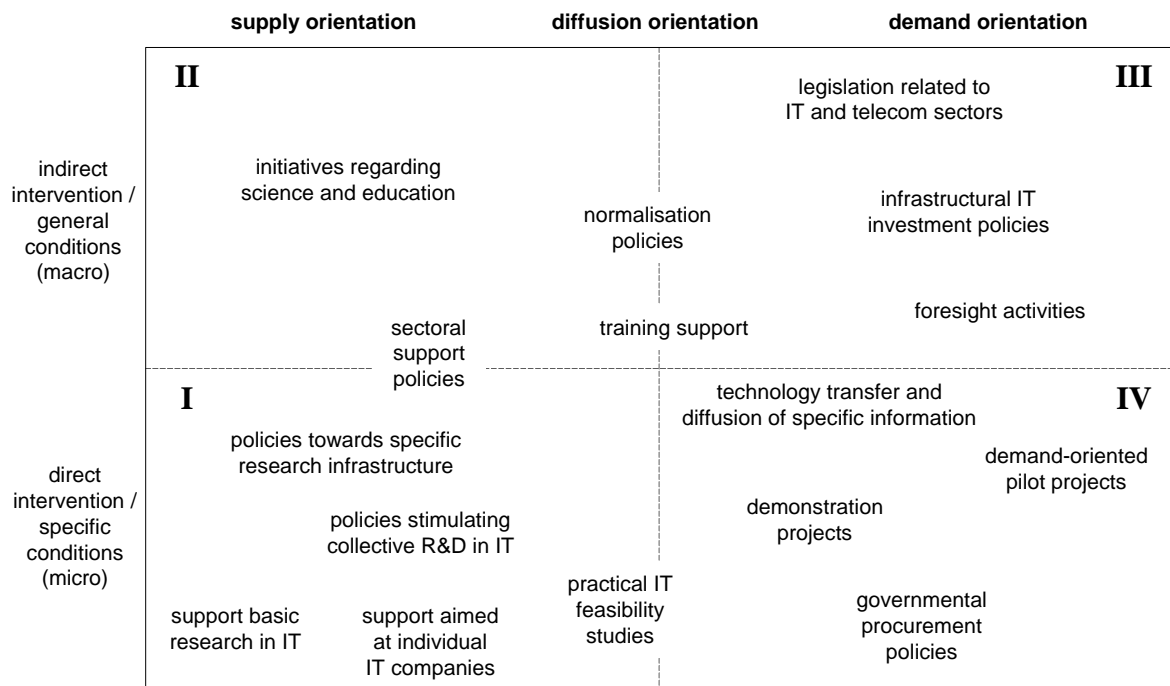 supply orientation
diffusion orientation
demand orientation
II
III
legislation related to
IT and telecom sectors
indirect
intervention /
general
conditions
(macro)
initiatives regarding
science and education
normalisation
policies
infrastructural IT
investment policies
foresight activities
sectoral
support
policies
training support
I
IV
technology transfer and
diffusion of specific information
direct
intervention /
specific
conditions
(micro)
policies towards specific
research infrastructure
demand-oriented
pilot projects
policies stimulating
collective R&D in IT
demonstration
projects
support basic
research in IT
support aimed
at individual
IT companies
practical IT
feasibility
studies
governmental
procurement
policies